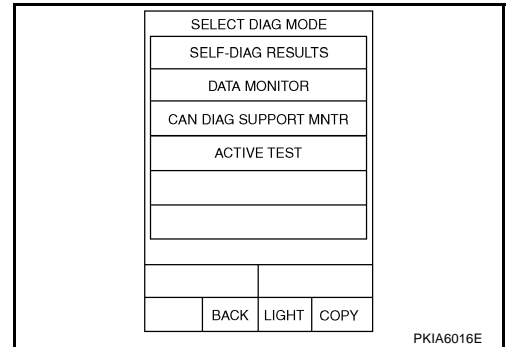 SELECT DIAG MODE
SELF-DIAG RESULTS
DATA MONITOR
CAN DIAG SUPPORT MNTR
ACTIVE TEST
BACK LIGHT COPY
PKIA6016E